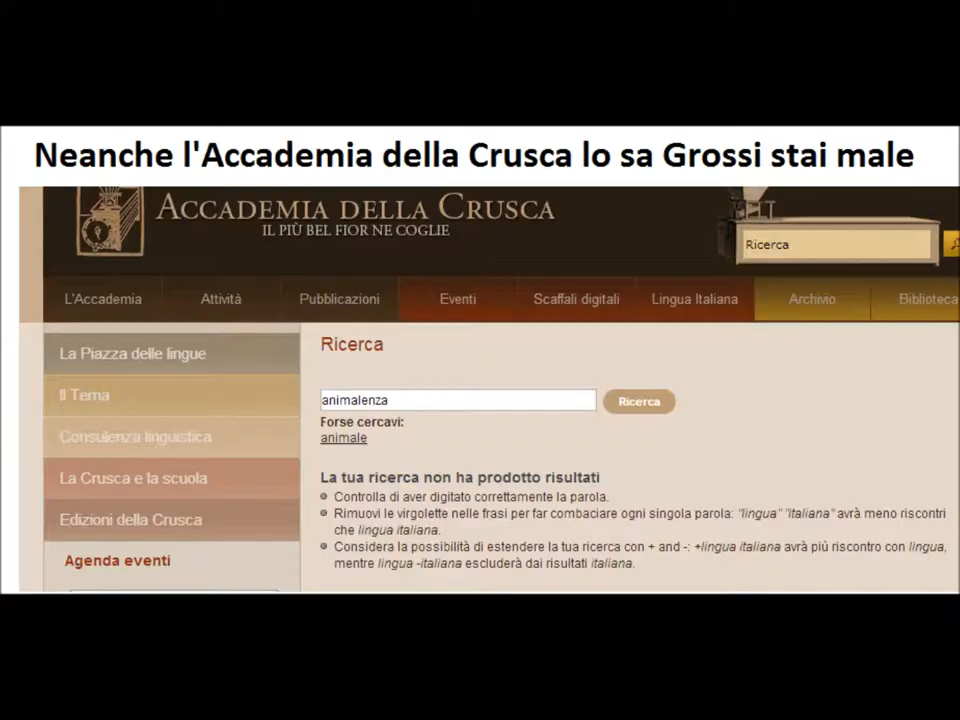 Neanche l'Accademia della Crusca lo sa Grossi stai male
ACCADEMIA DELLA CRUSCA
IL PIÙ BEL FIOR NE COGLIE
Ricerca
L'Accademia Attività Pubblicazioni Eventi Scaffali digitali Lingua Italiana Archivio Biblioteca
La Piazza delle lingue
Il Tema
Consulenza linguistica
La Crusca e la scuola
Edizioni della Crusca
Agenda eventi
Ricerca
animalenza Ricerca
Forse cercavi:
animale
La tua ricerca non ha prodotto risultati
Controlla di aver digitato correttamente la parola.
Rimuovi le virgolette nelle frasi per far combaciare ogni singola parola: "lingua" "italiana" avrà meno riscontri
che lingua italiana.
Considera la possibilità di estendere la tua ricerca con + and -: +lingua italiana avrà più riscontro con lingua,
mentre lingua -italiana escluderà dai risultati italiana.